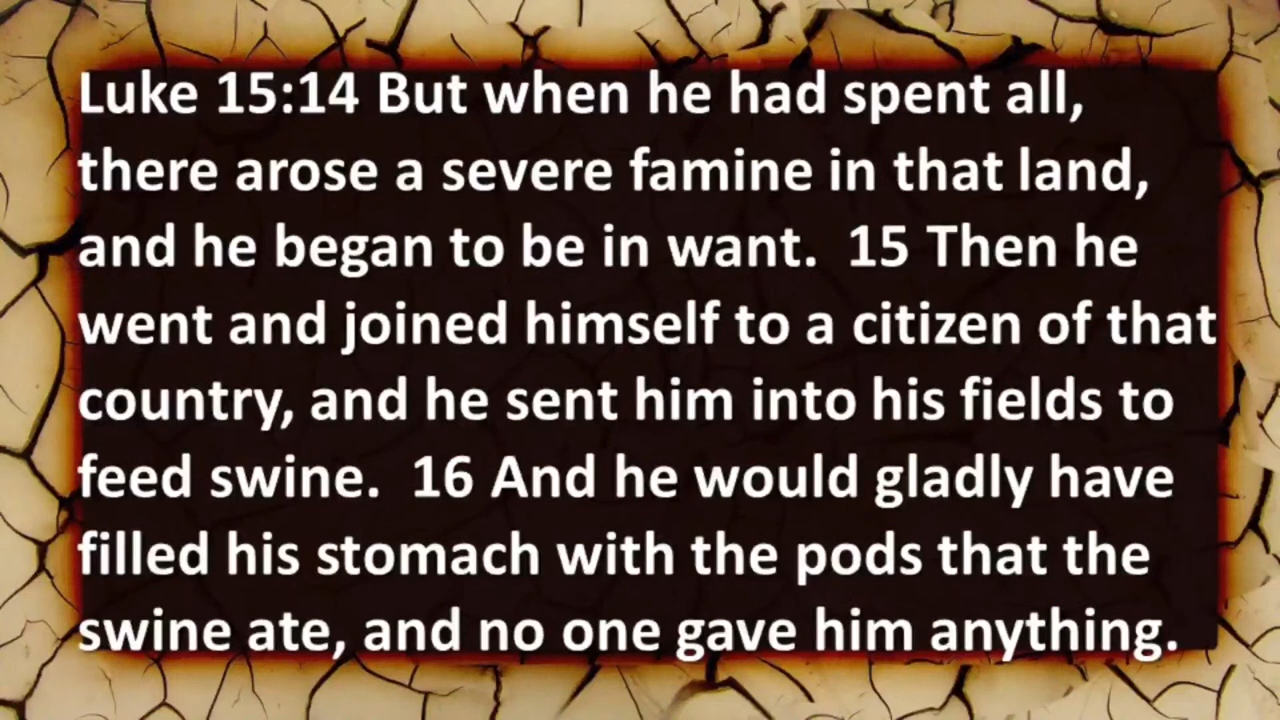 Luke 15:14 But when he had spent all,
there arose a severe famine in that land,
and he began to be in want.  15 Then he
went and joined himself to a citizen of that
country, and he sent him into his fields to
feed swine.  16 And he would gladly have
filled his stomach with the pods that the
swine ate, and no one gave him anything.